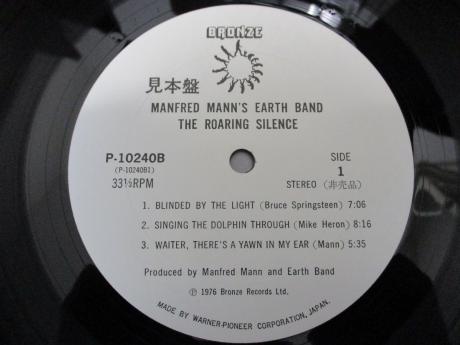 BRONZE
見本盤
MANFRED MANN'S EARTH BAND
THE ROARING SILENCE
P-10240B
(P-10240B1)
33⅓RPM
SIDE
1
STEREO (非売品)
1. BLINDED BY THE LIGHT (Bruce Springsteen) 7:06
2. SINGING THE DOLPHIN THROUGH (Mike Heron) 8:16
3. WAITER, THERE'S A YAWN IN MY EAR (Mann) 5:35
Produced by Manfred Mann and Earth Band
Ⓟ 1976 Bronze Records Ltd.
MADE BY WARNER-PIONEER CORPORATION, JAPAN.